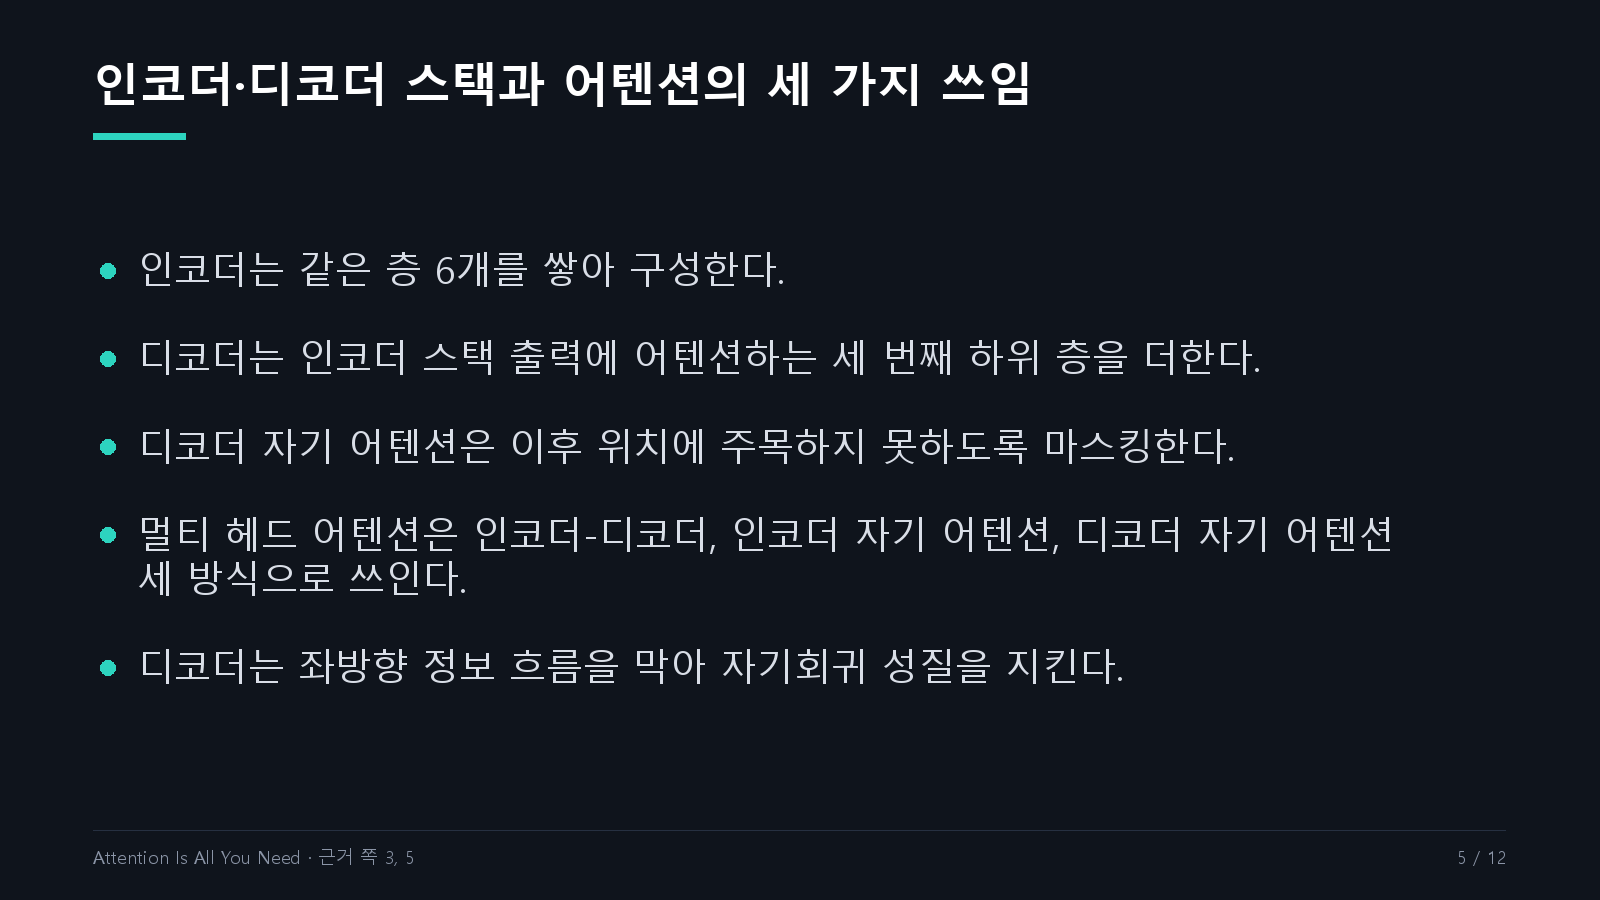 인코더·디코더 스택과 어텐션의 세 가지 쓰임
인코더는 같은 층 6개를 쌓아 구성한다.
디코더는 인코더 스택 출력에 어텐션하는 세 번째 하위 층을 더한다.
디코더 자기 어텐션은 이후 위치에 주목하지 못하도록 마스킹한다.
멀티 헤드 어텐션은 인코더-디코더, 인코더 자기 어텐션, 디코더 자기 어텐션
세 방식으로 쓰인다.
디코더는 좌방향 정보 흐름을 막아 자기회귀 성질을 지킨다.
Attention Is All You Need · 근거 쪽 3, 5
5 / 12